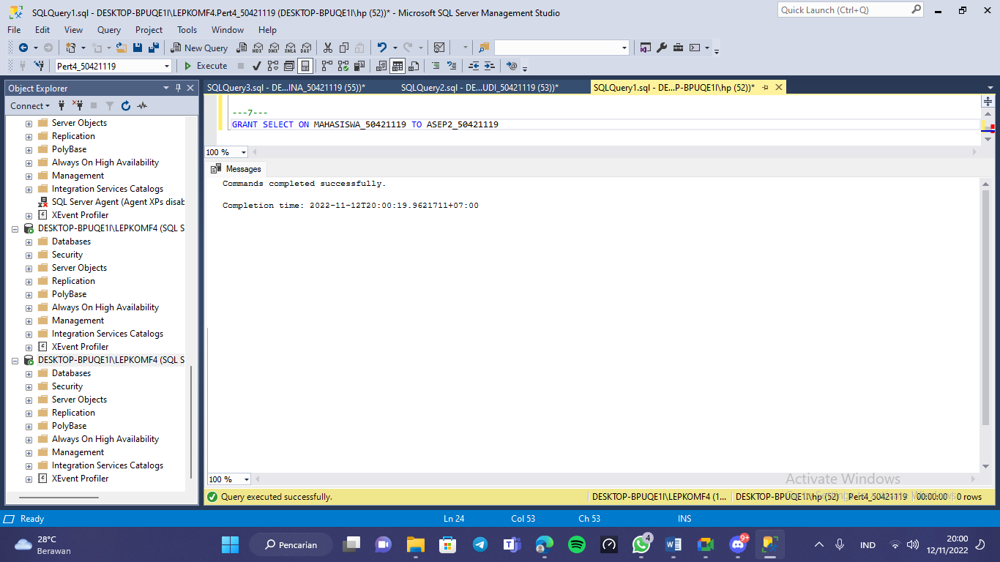 SQLQuery1.sql - DESKTOP-BPUQE1I\LEPKOMF4.Pert4_50421119 (DESKTOP-BPUQE1I\hp (52))* - Microsoft SQL Server Management Studio
Quick Launch (Ctrl+Q)
File Edit View Query Project Tools Window Help
New Query MDX DMX XMLA DAX
Pert4_50421119 Execute
Object Explorer
SQLQuery3.sql - DE...INA_50421119 (55))* SQLQuery2.sql - DE...UDI_50421119 (53))* SQLQuery1.sql - DE...P-BPUQE1I\hp (52))*
Connect
Server Objects
Replication
PolyBase
Always On High Availability
Management
Integration Services Catalogs
SQL Server Agent (Agent XPs disab
XEvent Profiler
DESKTOP-BPUQE1I\LEPKOMF4 (SQL S
Databases
Security
Server Objects
Replication
PolyBase
Always On High Availability
Management
Integration Services Catalogs
XEvent Profiler
DESKTOP-BPUQE1I\LEPKOMF4 (SQL S
Databases
Security
Server Objects
Replication
PolyBase
Always On High Availability
Management
Integration Services Catalogs
XEvent Profiler
---7---
GRANT SELECT ON MAHASISWA_50421119 TO ASEP2_50421119
100 %
Messages
Commands completed successfully.
Completion time: 2022-11-12T20:00:19.9621711+07:00
100 %
Activate Windows
Query executed successfully. DESKTOP-BPUQE1I\LEPKOMF4 (1... DESKTOP-BPUQE1I\hp (52) Pert4_50421119 00:00:00 0 rows
Ready Ln 24 Col 53 Ch 53 INS
28°C
Berawan
Pencarian
4
9+
IND
20:00
12/11/2022